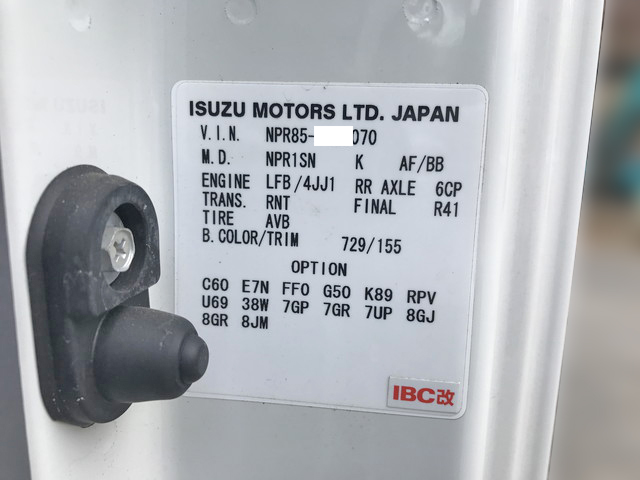 ISUZU MOTORS LTD. JAPAN
V.I.N. NPR85- 070
M.D. NPR1SN K AF/BB
ENGINE LFB/4JJ1 RR AXLE 6CP
TRANS. RNT FINAL R41
TIRE AVB
B.COLOR/TRIM 729/155
OPTION
C60 E7N FF0 G50 K89 RPV
U69 38W 7GP 7GR 7UP 8GJ
8GR 8JM
IBC改